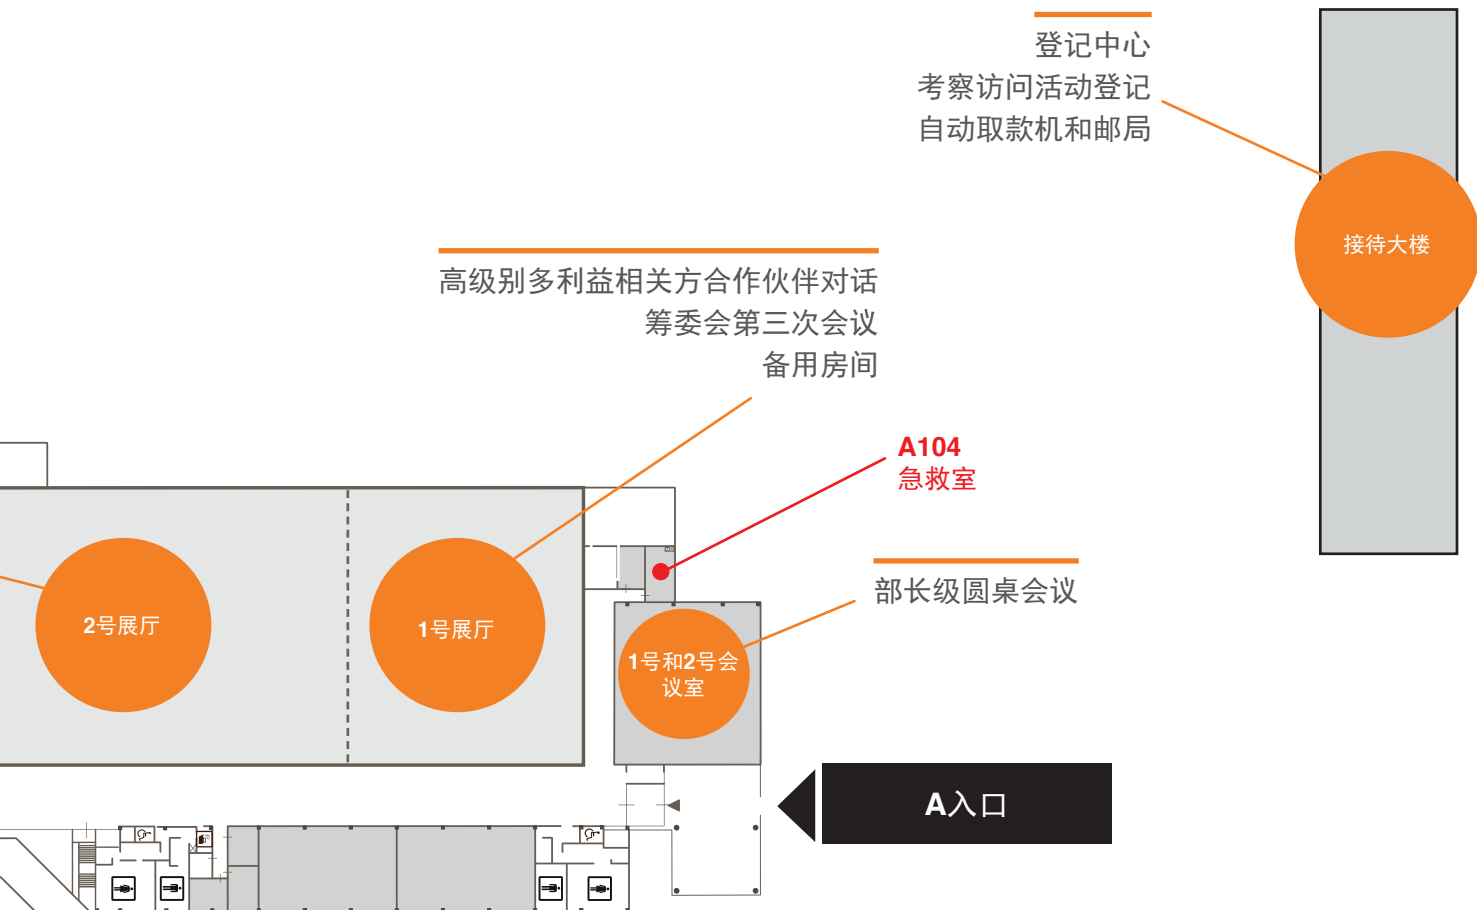 登记中心
考察访问活动登记
自动取款机和邮局
接待大楼
高级别多利益相关方合作伙伴对话
筹委会第三次会议
备用房间
A104
急救室
部长级圆桌会议
2号展厅
1号展厅
1号和2号会
议室
A入口